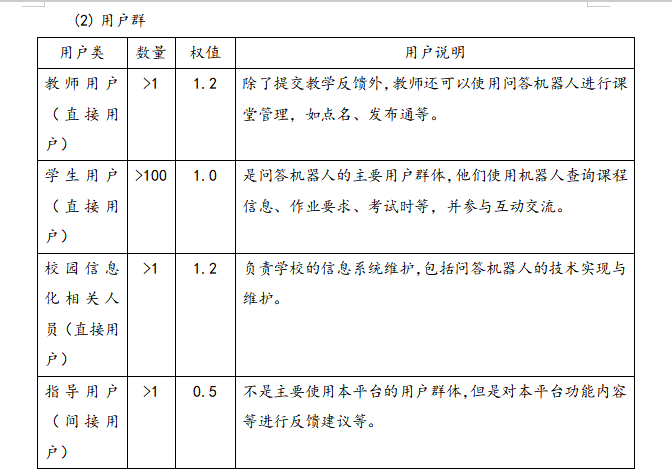 (2) 用户群
用户类 数量 权值 用户说明
教师用户 >1 1.2 除了提交教学反馈外,教师还可以使用问答机器人进行课
（直接用 堂管理，如点名、发布通等。
户）
学生用户 >100 1.0 是问答机器人的主要用户群体,他们使用机器人查询课程
（直接用 信息、作业要求、考试时等，并参与互动交流。
户）
校园信息 >1 1.2 负责学校的信息系统维护,包括问答机器人的技术实现与
化相关人 维护。
员（直接用
户）
指导用户 >1 0.5 不是主要使用本平台的用户群体,但是对本平台功能内容
（间接用 等进行反馈建议等。
户）